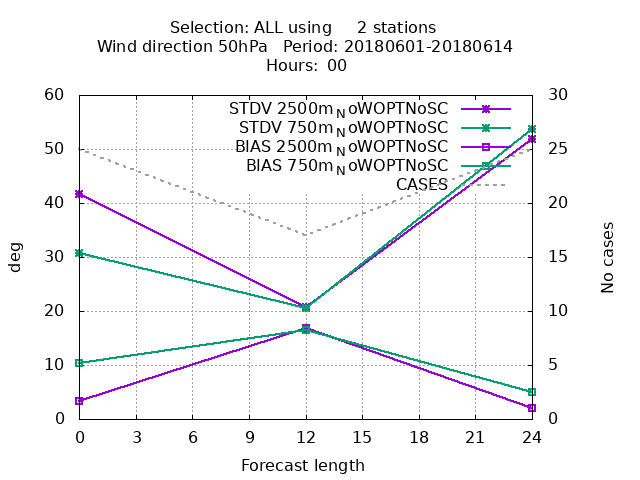 Selection: ALL using     2 stations
Wind direction 50hPa   Period: 20180601-20180614
Hours: 00
60
50
40
30
20
10
0
deg
STDV 2500m_NoWOPTNoSC
STDV 750m_NoWOPTNoSC
BIAS 2500m_NoWOPTNoSC
BIAS 750m_NoWOPTNoSC
CASES
30
25
20
15
10
5
0
No cases
0 3 6 9 12 15 18 21 24
Forecast length